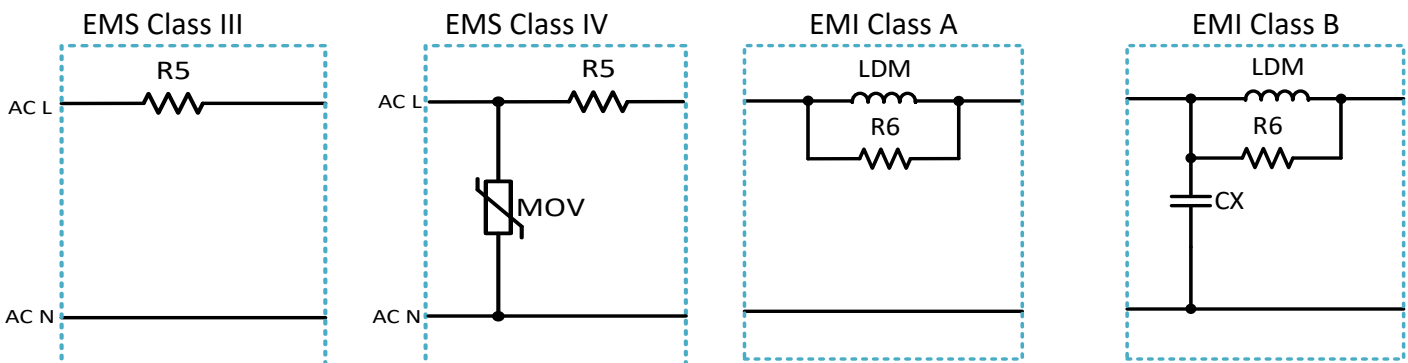 EMS Class III
EMS Class IV
EMI Class A
EMI Class B
R5
R5
LDM
LDM
AC L
AC L
R6
R6
MOV
CX
AC N
AC N